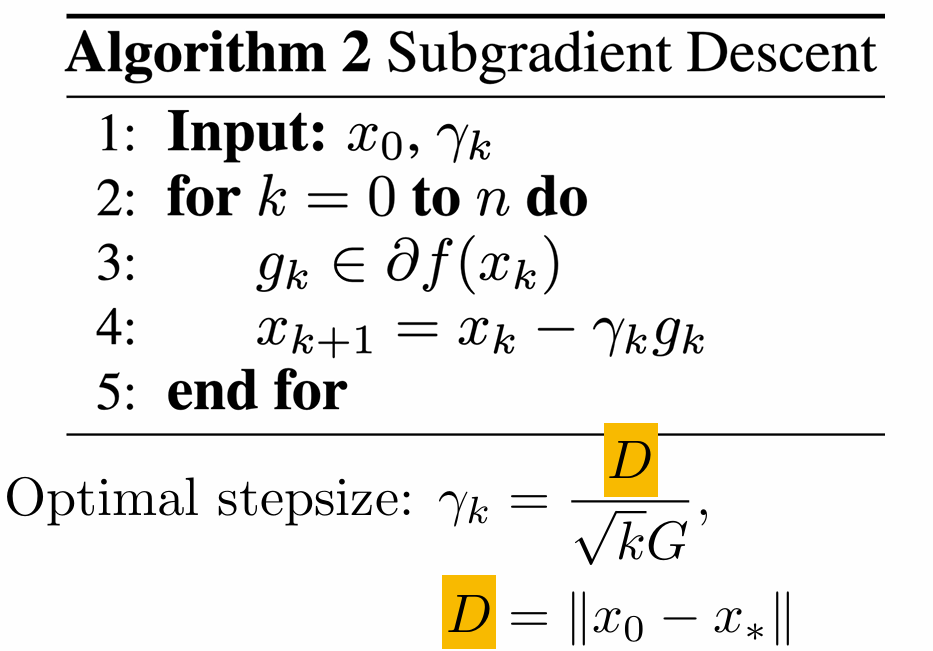 Algorithm 2 Subgradient Descent
1: Input: $x_0$, $\gamma_k$
2: for $k = 0$ to $n$ do
3: $g_k \in \partial f(x_k)$
4: $x_{k+1} = x_k - \gamma_k g_k$
5: end for
Optimal stepsize: $\gamma_k = \frac{D}{\sqrt{k}G}$,
$D = \|x_0 - x_*\|$